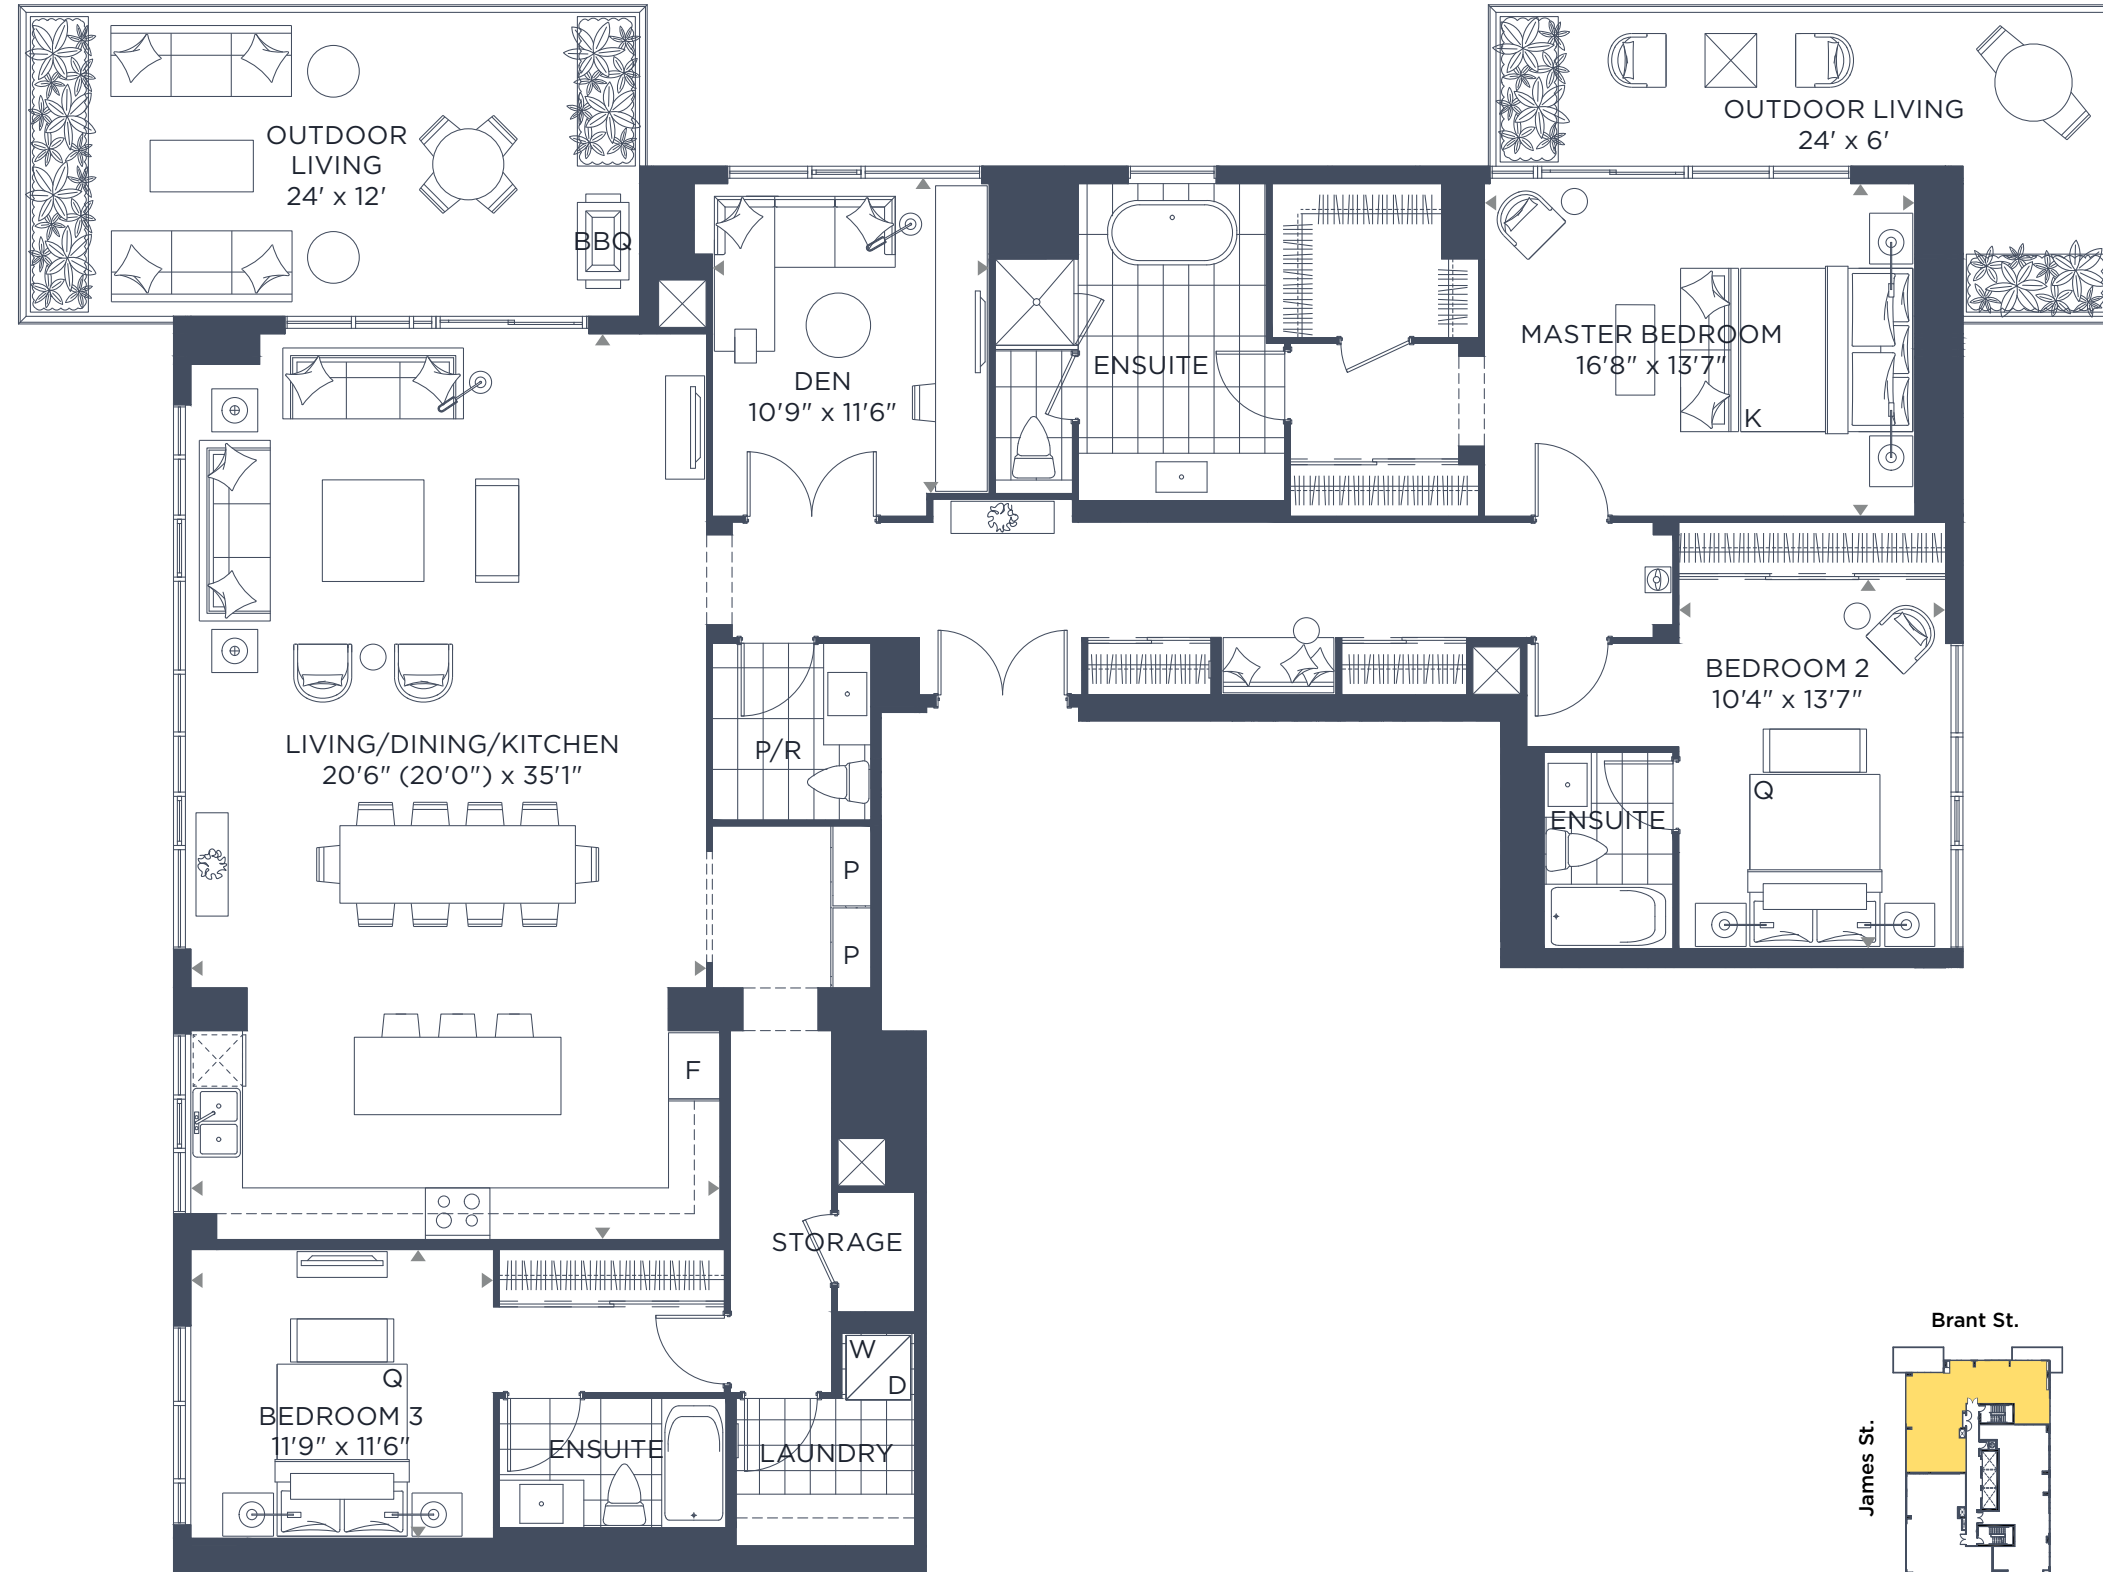 OUTDOOR
LIVING
24' x 12'
BBQ
OUTDOOR LIVING
24' x 6'
DEN
10'9" x 11'6"
ENSUITE
MASTER BEDROOM
16'8" x 13'7"
K
LIVING/DINING/KITCHEN
20'6" (20'0") x 35'1"
P/R
P
P
BEDROOM 2
10'4" x 13'7"
Q
ENSUITE
F
STORAGE
W
D
Q
BEDROOM 3
11'9" x 11'6"
ENSUITE
LAUNDRY
Brant St.
James St.